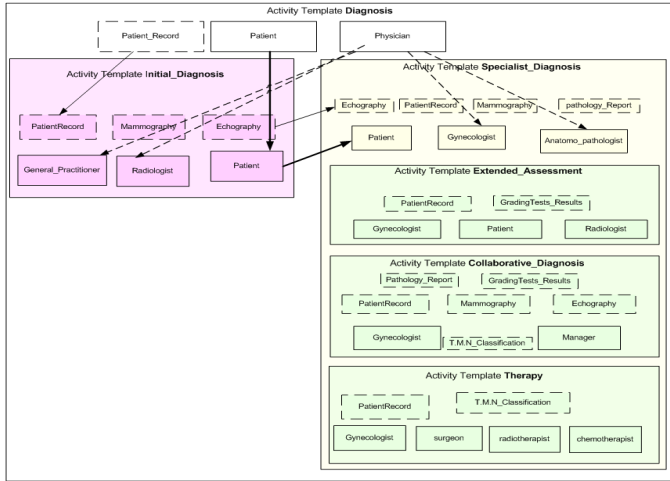 Activity Template Diagnosis
Patient_Record
Patient
Physician
Activity Template Initial_Diagnosis
PatientRecord
Mammography
Echography
General_Practitioner
Radiologist
Patient
Activity Template Specialist_Diagnosis
Echography
PatientRecord
Mammography
pathology_Report
Patient
Gynecologist
Anatomo_pathologist
Activity Template Extended_Assessment
PatientRecord
GradingTests_Results
Gynecologist
Patient
Radiologist
Activity Template Collaborative_Diagnosis
Pathology_Report
GradingTests_Results
PatientRecord
Mammography
Echography
Gynecologist
T.M.N_Classification
Manager
Activity Template Therapy
PatientRecord
T.M.N_Classification
Gynecologist
surgeon
radiotherapist
chemotherapist